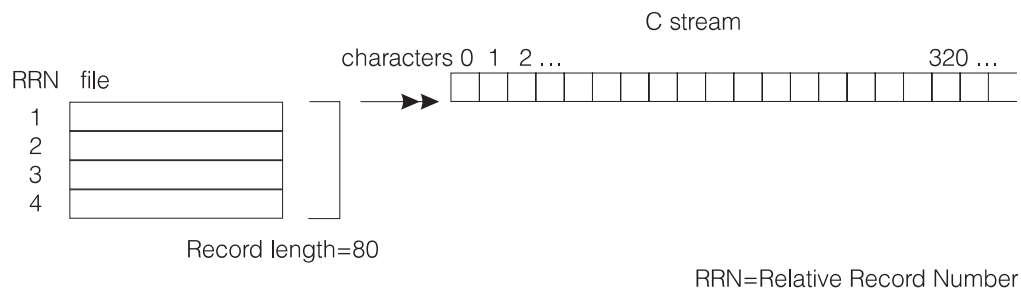 C stream
characters 0 1 2 ... 320 ...
RRN file
1
2
3
4
Record length=80
RRN=Relative Record Number